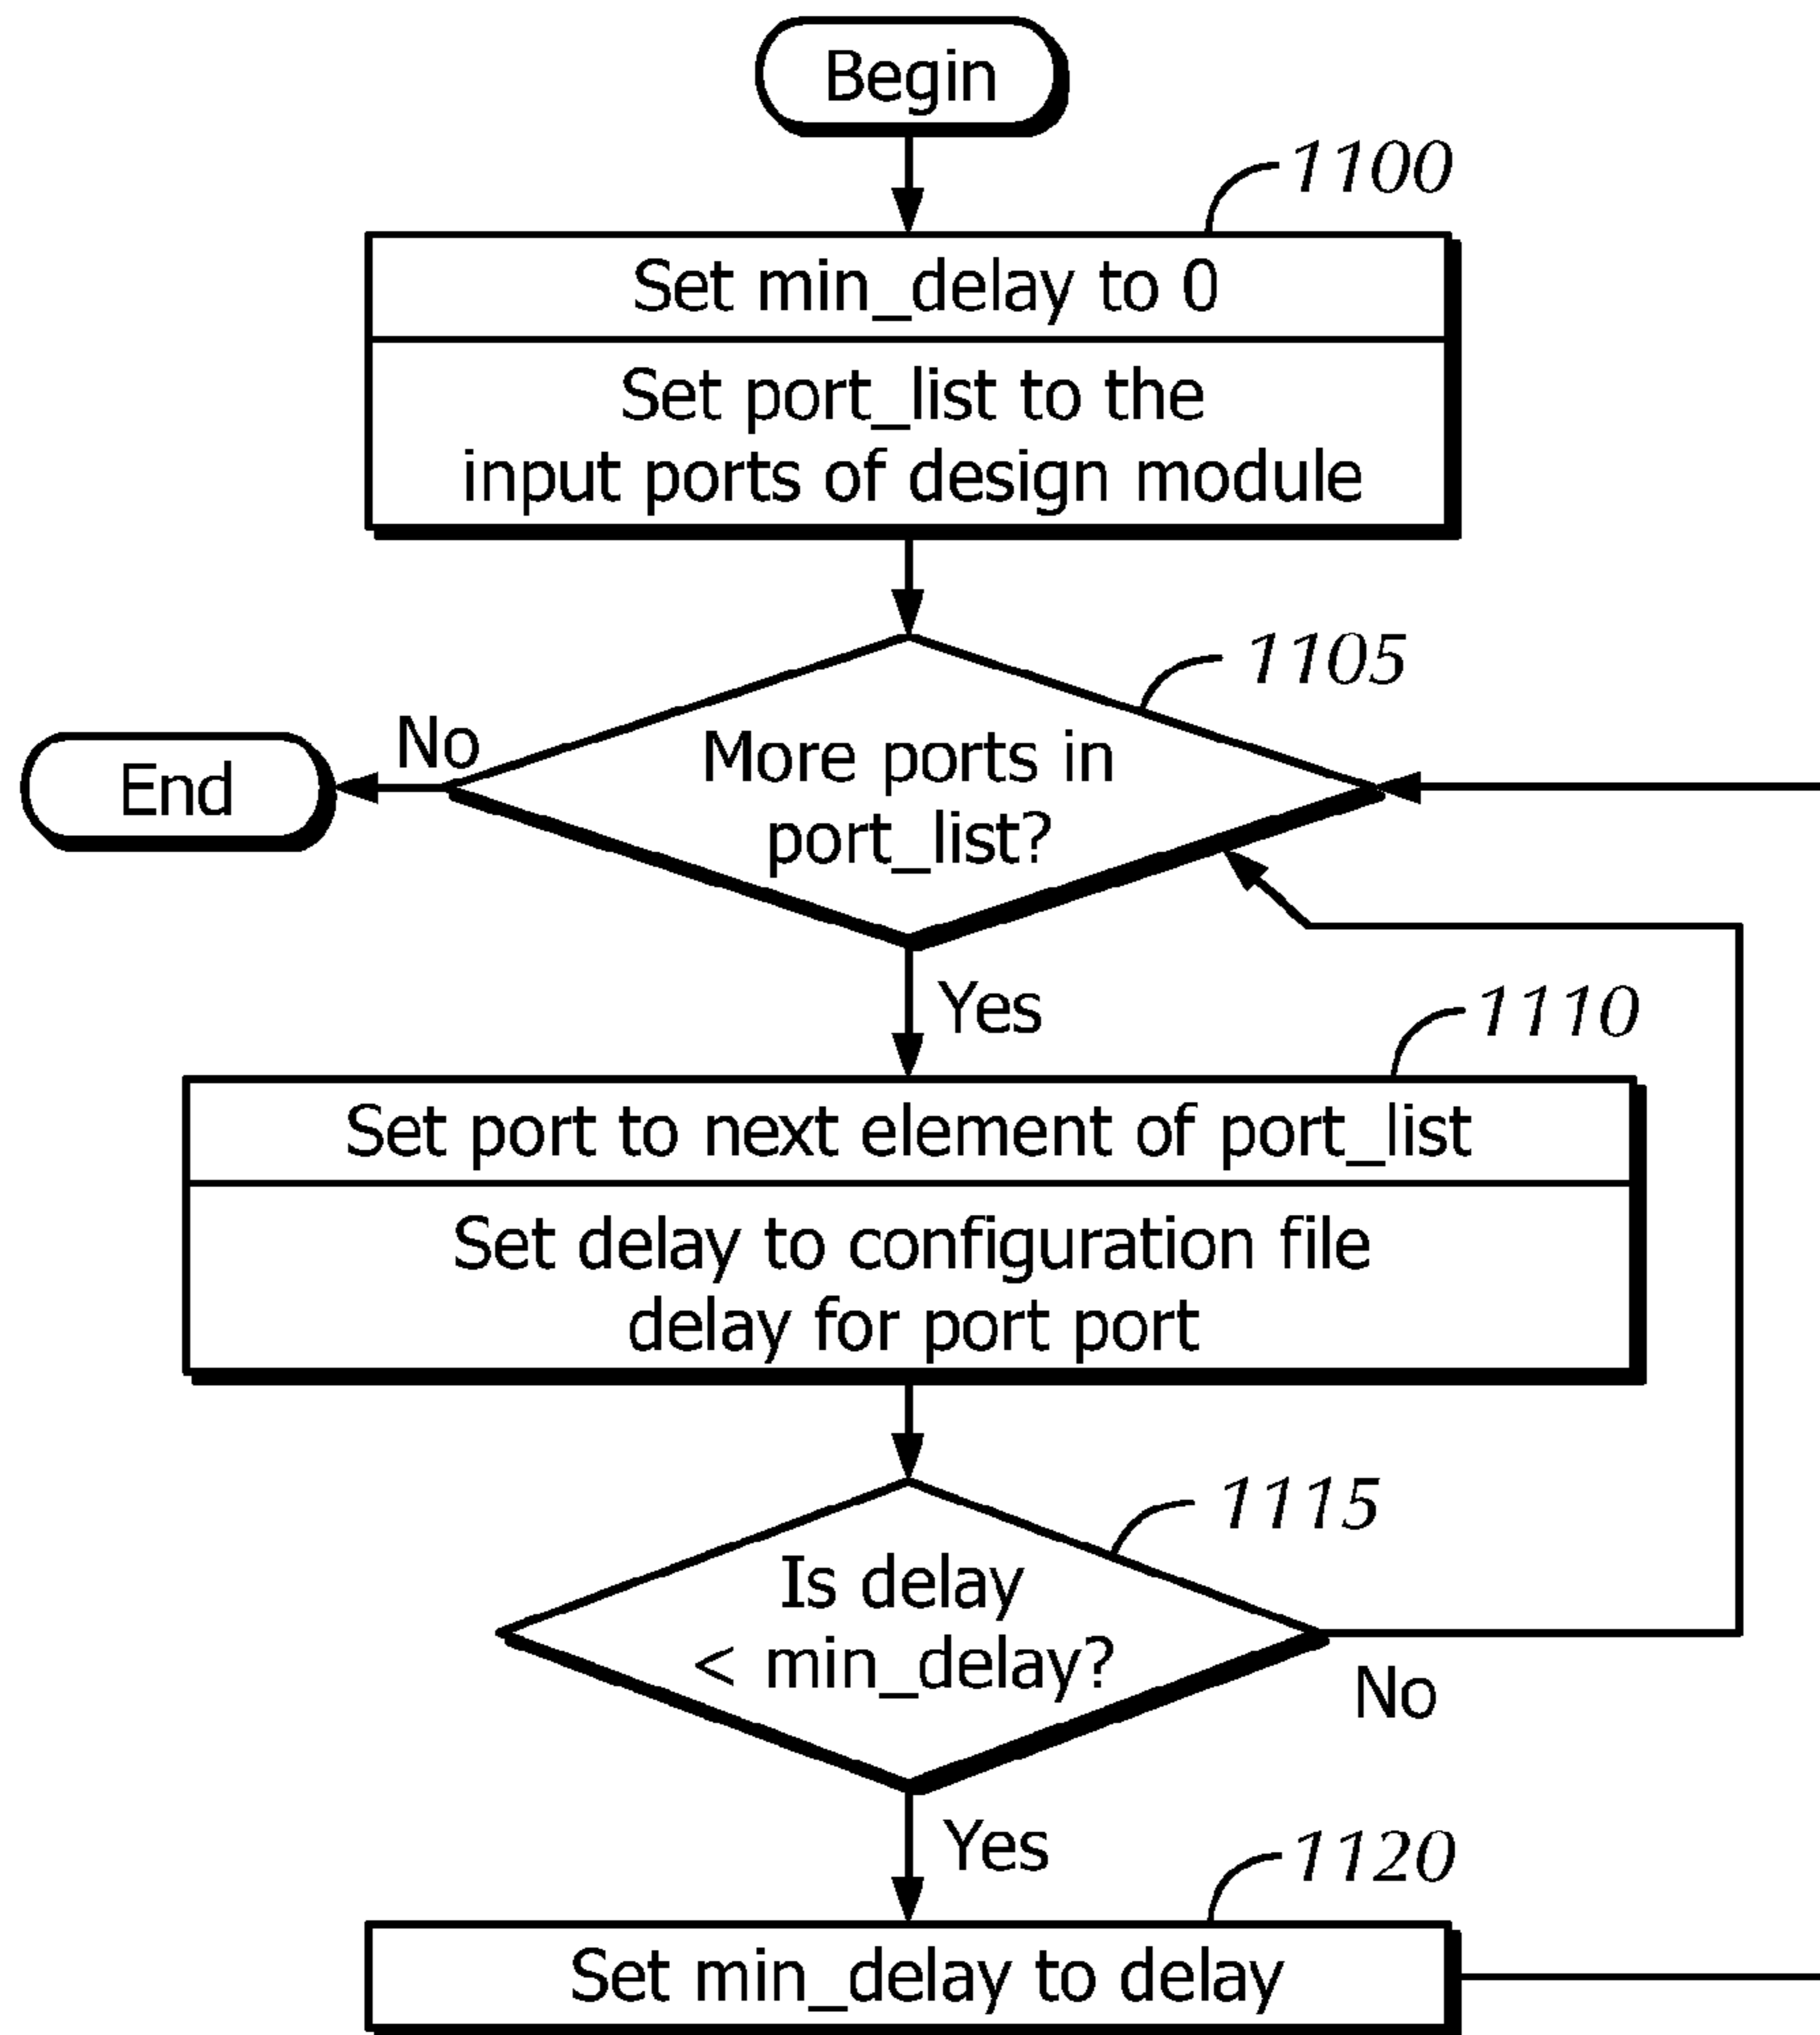 Begin
1100
Set min_delay to 0
Set port_list to the
input ports of design module
1105
No
More ports in
port_list?
End
Yes
1110
Set port to next element of port_list
Set delay to configuration file
delay for port port
1115
Is delay
< min_delay?
No
Yes
1120
Set min_delay to delay